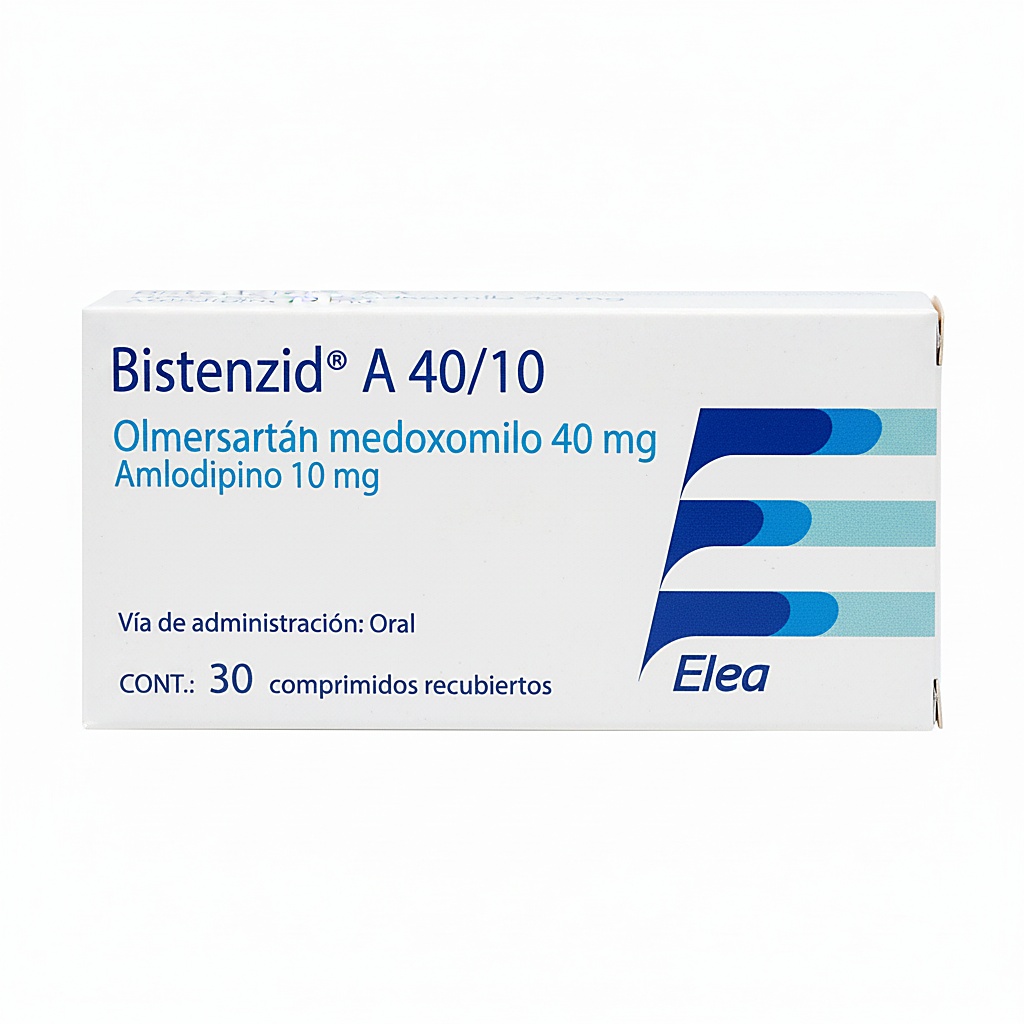 Bistenzid® A 40/10
Olmersartán medoxomilo 40 mg
Amlodipino 10 mg
Vía de administración: Oral
CONT.: 30 comprimidos recubiertos
Elea